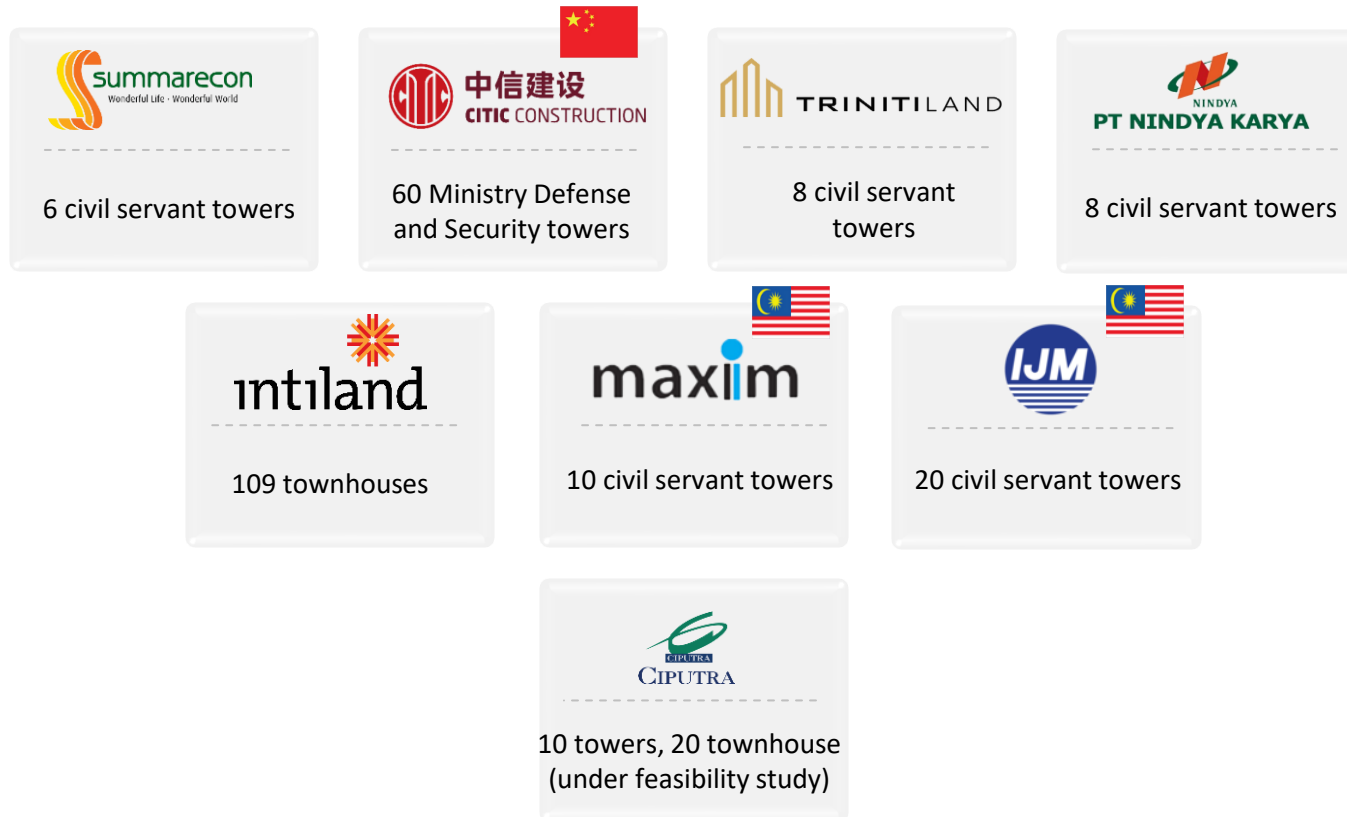 summarecon
Wonderful Life - Wonderful World
6 civil servant towers
中信建设
CITIC CONSTRUCTION
60 Ministry Defense
and Security towers
TRINITILAND
8 civil servant
towers
NINDYA
PT NINDYA KARYA
8 civil servant towers
intiland
109 townhouses
maxim
10 civil servant towers
IJM
20 civil servant towers
CIPUTRA
CIPUTRA
10 towers, 20 townhouse
(under feasibility study)